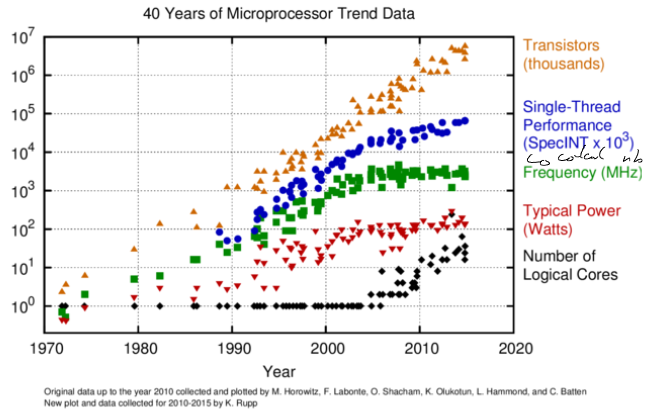 40 Years of Microprocessor Trend Data
10^7
10^6
10^5
10^4
10^3
10^2
10^1
10^0
1970
1980
1990
2000
2010
2020
Year
Transistors
(thousands)
Single-Thread
Performance
(SpecINT x 10^3)
Frequency (MHz)
Typical Power
(Watts)
Number of
Logical Cores
Original data up to the year 2010 collected and plotted by M. Horowitz, F. Labonte, O. Shacham, K. Olukotun, L. Hammond, and C. Batten
New plot and data collected for 2010-2015 by K. Rupp